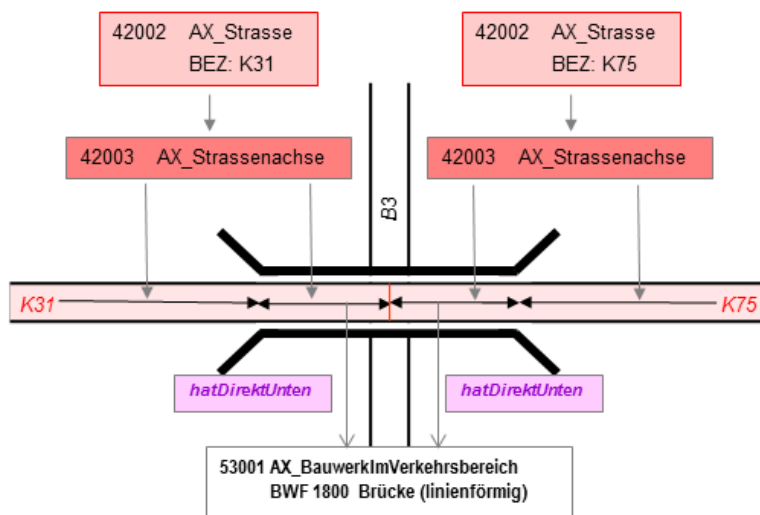 42002 AX_Strasse
BEZ: K31
42002 AX_Strasse
BEZ: K75
42003 AX_Strassenachse
42003 AX_Strassenachse
B3
K31
K75
hatDirektUnten
hatDirektUnten
53001 AX_BauwerkImVerkehrsbereich
BWF 1800 Brücke (linienförmig)